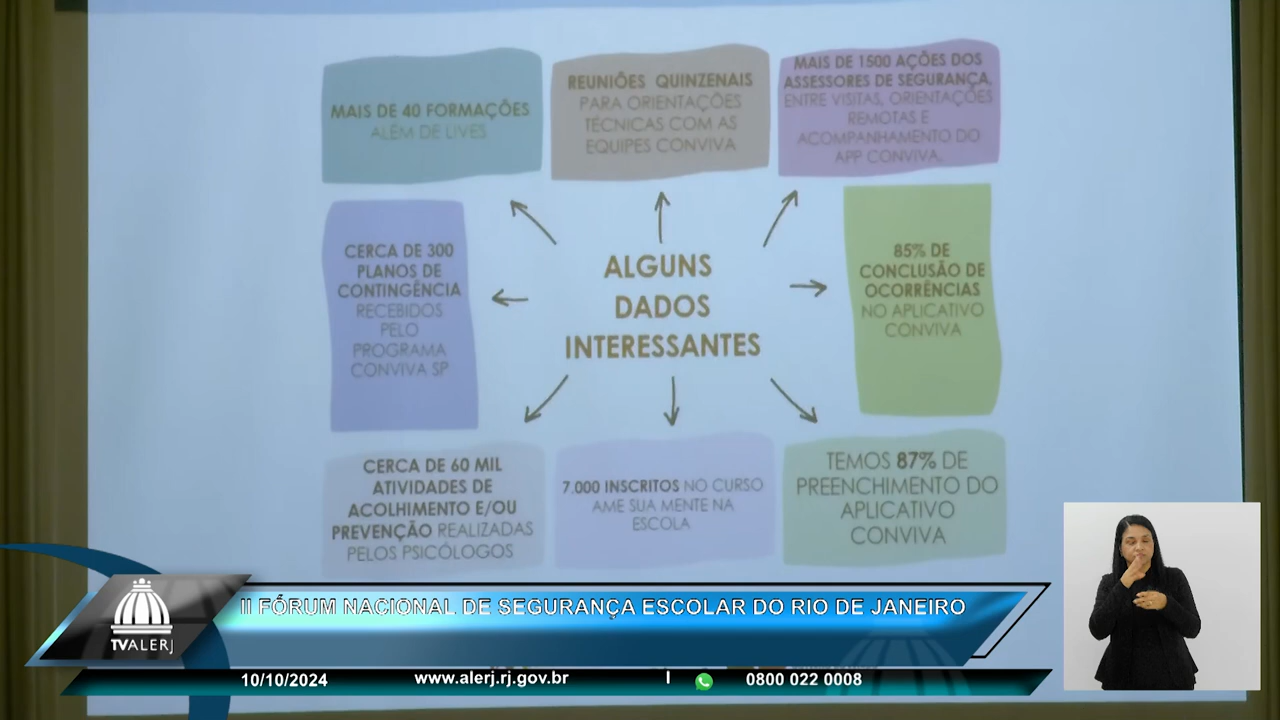 MAIS DE 40 FORMAÇÕES
ALÉM DE LIVES
REUNIÕES QUINZENAIS
PARA ORIENTAÇÕES
TÉCNICAS COM AS
EQUIPES CONVIVA
MAIS DE 1500 AÇÕES DOS
ASSESSORES DE SEGURANÇA,
ENTRE VISITAS, ORIENTAÇÕES
REMOTAS E
ACOMPANHAMENTO DO
APP CONVIVA.
CERCA DE 300
PLANOS DE
CONTINGÊNCIA
RECEBIDOS
PELO
PROGRAMA
CONVIVA SP
ALGUNS
DADOS
INTERESSANTES
85% DE
CONCLUSÃO DE
OCORRÊNCIAS
NO APLICATIVO
CONVIVA
CERCA DE 60 MIL
ATIVIDADES DE
ACOLHIMENTO E/OU
PREVENÇÃO REALIZADAS
PELOS PSICÓLOGOS
7.000 INSCRITOS NO CURSO
AME SUA MENTE NA
ESCOLA
TEMOS 87% DE
PREENCHIMENTO DO
APLICATIVO
CONVIVA
II FÓRUM NACIONAL DE SEGURANÇA ESCOLAR DO RIO DE JANEIRO
TVALERJ
10/10/2024 www.alerj.rj.gov.br | 0800 022 0008